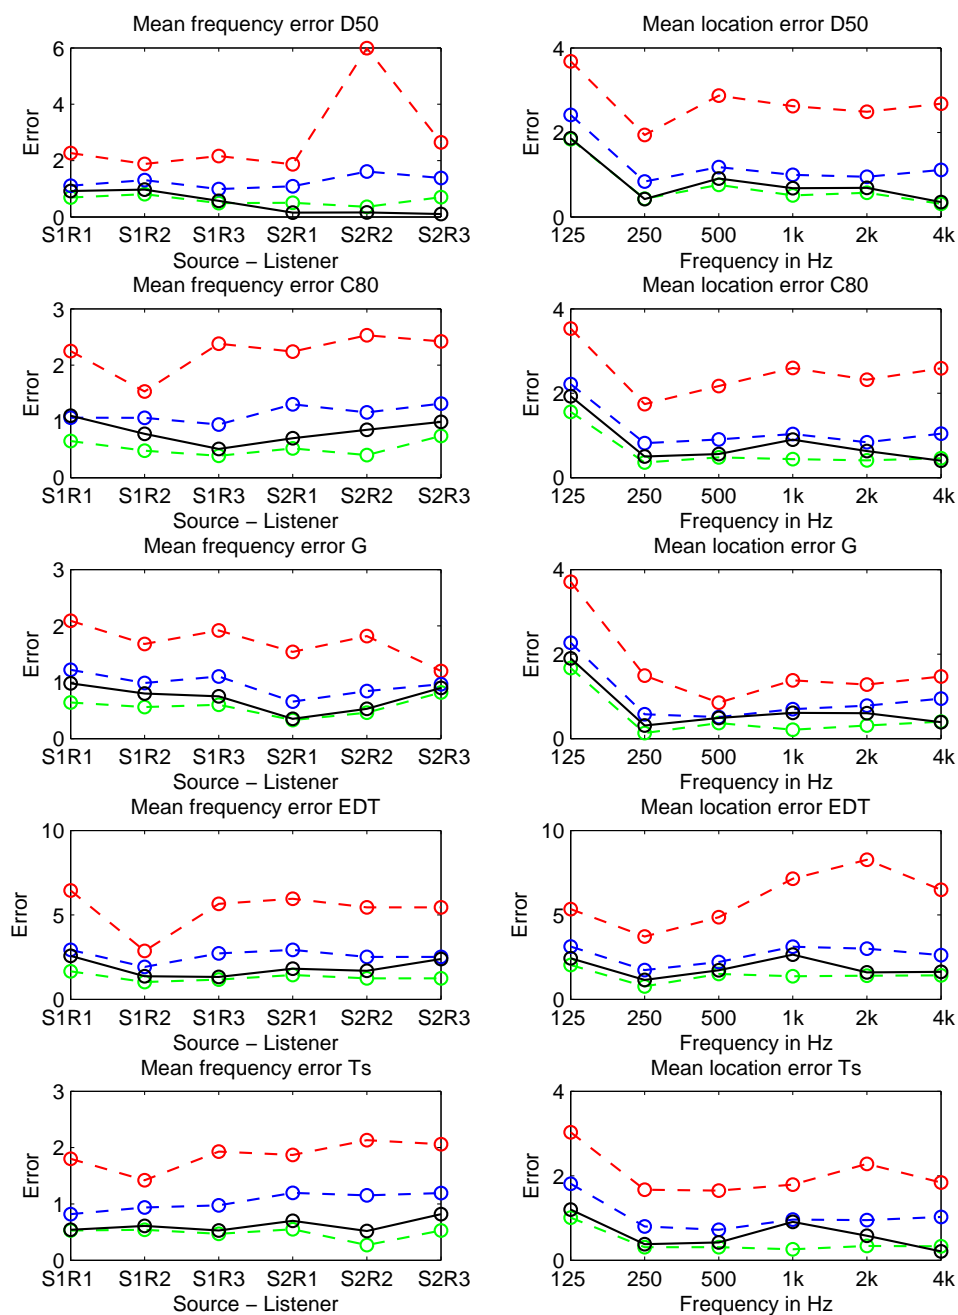 Mean frequency error D50
6
4
2
0
Error
S1R1 S1R2 S1R3 S2R1 S2R2 S2R3
Source − Listener
Mean location error D50
4
2
0
Error
125 250 500 1k 2k 4k
Frequency in Hz
Mean frequency error C80
3
2
1
0
Error
S1R1 S1R2 S1R3 S2R1 S2R2 S2R3
Source − Listener
Mean location error C80
4
2
0
Error
125 250 500 1k 2k 4k
Frequency in Hz
Mean frequency error G
3
2
1
0
Error
S1R1 S1R2 S1R3 S2R1 S2R2 S2R3
Source − Listener
Mean location error G
4
2
0
Error
125 250 500 1k 2k 4k
Frequency in Hz
Mean frequency error EDT
10
5
0
Error
S1R1 S1R2 S1R3 S2R1 S2R2 S2R3
Source − Listener
Mean location error EDT
10
5
0
Error
125 250 500 1k 2k 4k
Frequency in Hz
Mean frequency error Ts
3
2
1
0
Error
S1R1 S1R2 S1R3 S2R1 S2R2 S2R3
Source − Listener
Mean location error Ts
4
2
0
Error
125 250 500 1k 2k 4k
Frequency in Hz